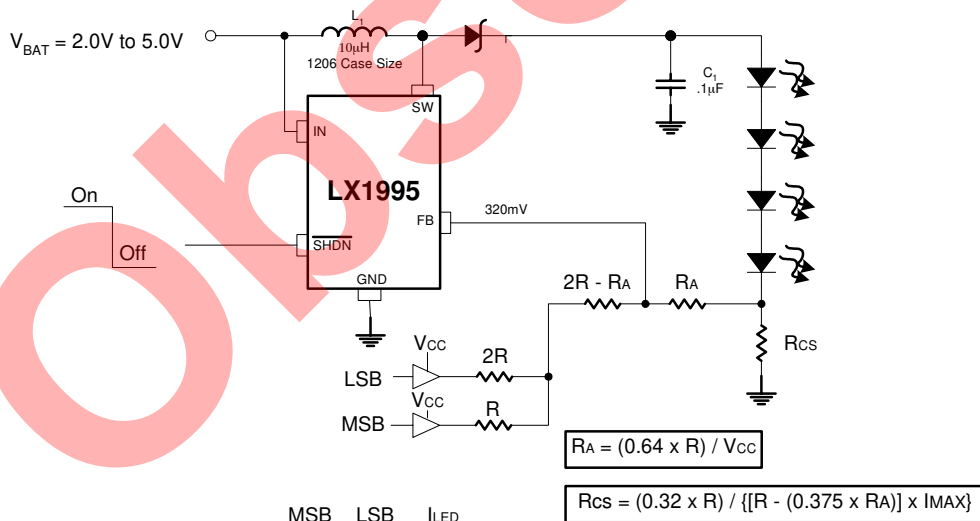 L1
VBAT = 2.0V to 5.0V
10µH
1206 Case Size
C1
.1µF
SW
IN
LX1995
On
FB
320mV
Off
SHDN
GND
2R - RA
RA
RCS
VCC
2R
LSB
VCC
MSB
R
RA = (0.64 x R) / VCC
Rcs = (0.32 x R) / {[R - (0.375 x RA)] x IMAX}
MSB LSB ILED